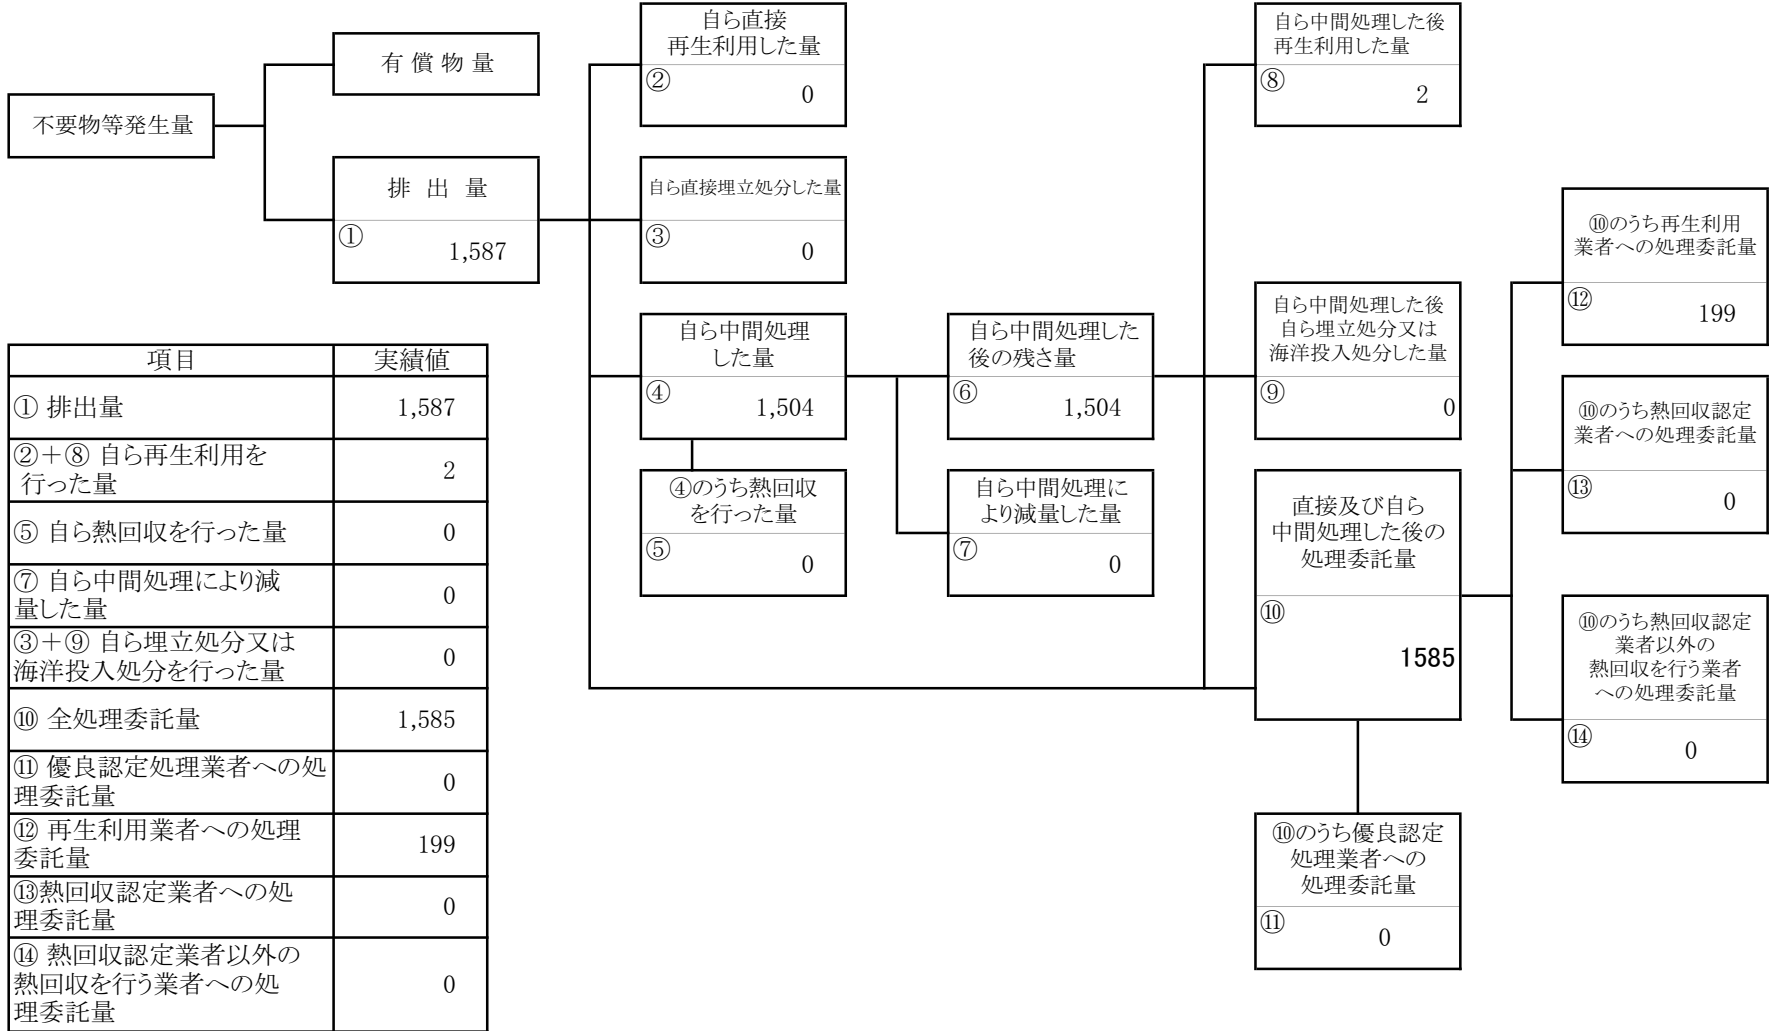 不要物等発生量
有 償 物 量
排 出 量
①
1,587
自ら直接
再生利用した量
②
0
自ら直接埋立処分した量
③
0
自ら中間処理
した量
④
1,504
④のうち熱回収
を行った量
⑤
0
自ら中間処理した
後の残さ量
⑥
1,504
自ら中間処理に
より減量した量
⑦
0
自ら中間処理した後
再生利用した量
⑧
2
自ら中間処理した後
自ら埋立処分又は
海洋投入処分した量
⑨
0
直接及び自ら
中間処理した後の
処理委託量
⑩
1585
⑩のうち優良認定
処理業者への
処理委託量
⑪
0
⑩のうち再生利用
業者への処理委託量
⑫
199
⑩のうち熱回収認定
業者への処理委託量
⑬
0
⑩のうち熱回収認定
業者以外の
熱回収を行う業者
への処理委託量
⑭
0
項目 実績値
① 排出量 1,587
②+⑧ 自ら再生利用を
行った量 2
⑤ 自ら熱回収を行った量 0
⑦ 自ら中間処理により減
量した量 0
③+⑨ 自ら埋立処分又は
海洋投入処分を行った量 0
⑩ 全処理委託量 1,585
⑪ 優良認定処理業者への処
理委託量 0
⑫ 再生利用業者への処理
委託量 199
⑬熱回収認定業者への処
理委託量 0
⑭ 熱回収認定業者以外の
熱回収を行う業者への処 0
理委託量